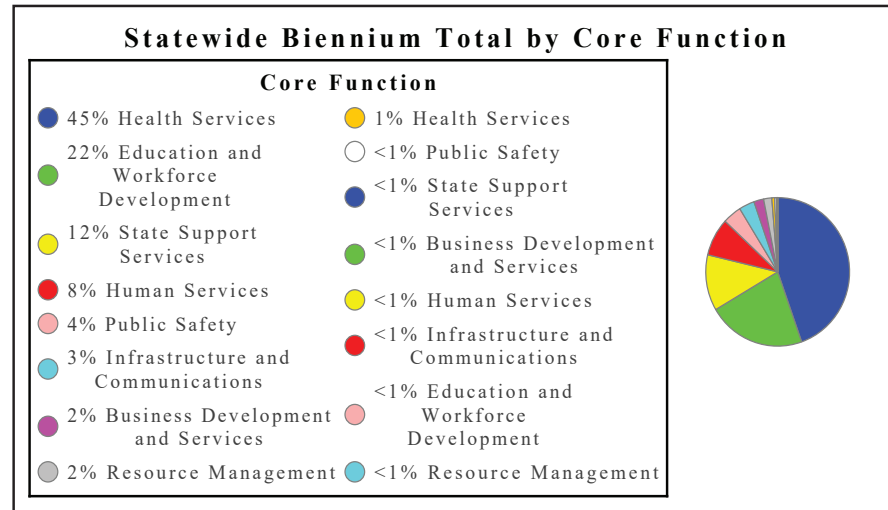 Statewide Biennium Total by Core Function
Core Function
45% Health Services
22% Education and
Workforce
Development
12% State Support
Services
8% Human Services
4% Public Safety
3% Infrastructure and
Communications
2% Business Development
and Services
2% Resource Management
1% Health Services
<1% Public Safety
<1% State Support
Services
<1% Business Development
and Services
<1% Human Services
<1% Infrastructure and
Communications
<1% Education and
Workforce
Development
<1% Resource Management